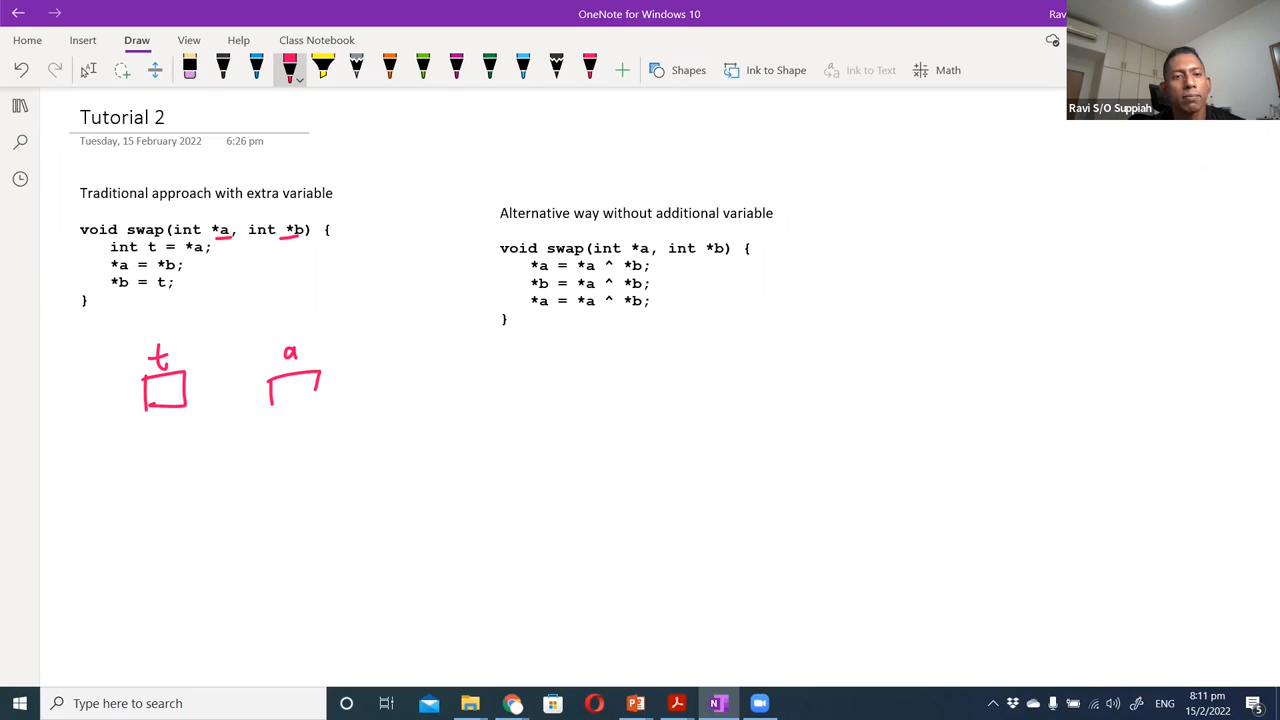 OneNote for Windows 10
Rav
Home Insert Draw View Help Class Notebook
Shapes Ink to Shape Ink to Text Math
Ravi S/O Suppiah
Tutorial 2
Tuesday, 15 February 2022 6:26 pm
Traditional approach with extra variable
void swap(int *a, int *b) {
int t = *a;
*a = *b;
*b = t;
}
t a
Alternative way without additional variable
void swap(int *a, int *b) {
*a = *a ^ *b;
*b = *a ^ *b;
*a = *a ^ *b;
}
Type here to search
ENG
8:11 pm
15/2/2022
5